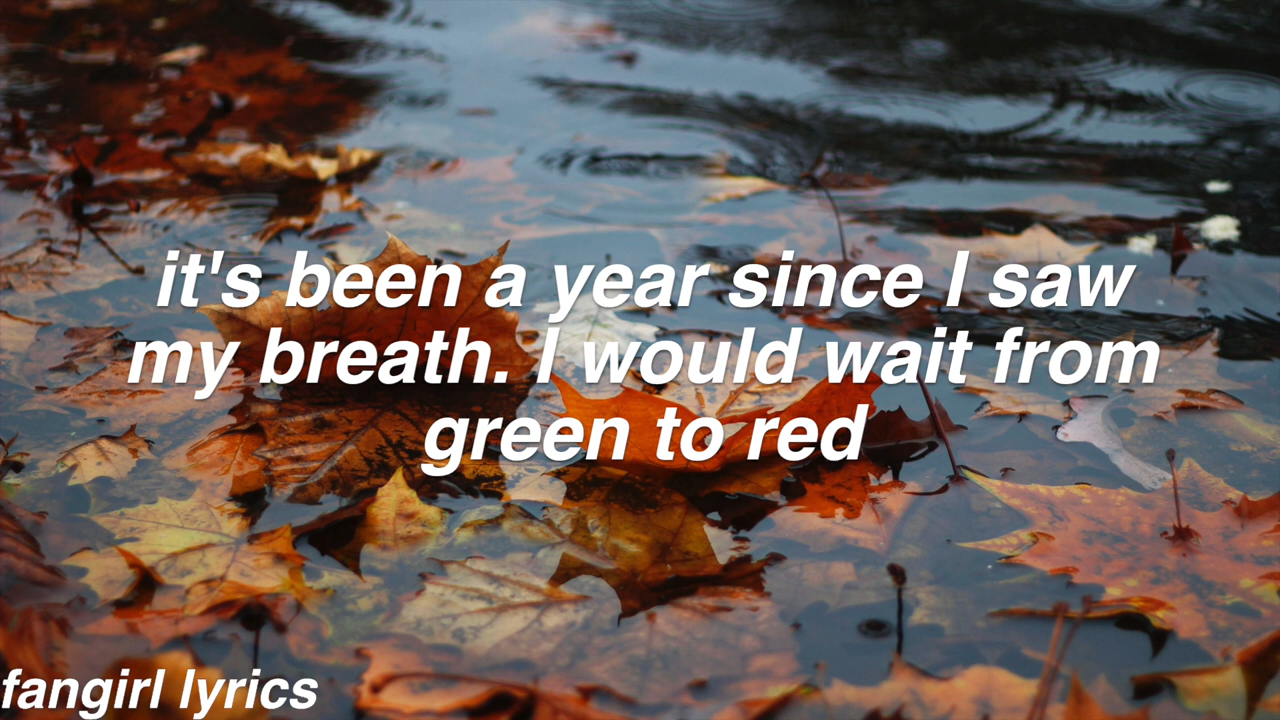 it's been a year since I saw
my breath. I would wait from
green to red
fangirl lyrics